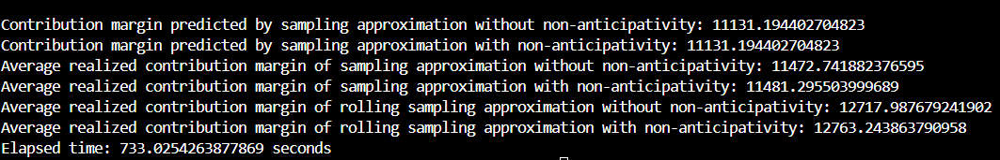 Contribution margin predicted by sampling approximation without non-anticipativity: 11131.194402704823
Contribution margin predicted by sampling approximation with non-anticipativity: 11131.194402704823
Average realized contribution margin of sampling approximation without non-anticipativity: 11472.741882376595
Average realized contribution margin of sampling approximation with non-anticipativity: 11481.295503999689
Average realized contribution margin of rolling sampling approximation without non-anticipativity: 12717.987679241902
Average realized contribution margin of rolling sampling approximation with non-anticipativity: 12763.243863790958
Elapsed time: 733.0254263877869 seconds